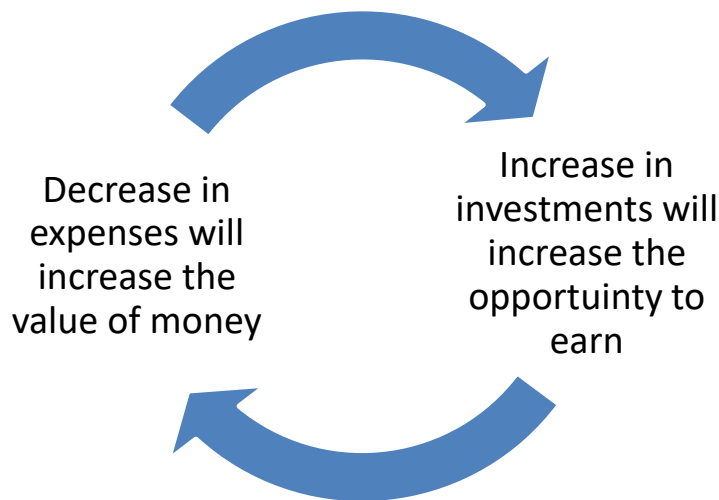 Decrease in
expenses will
increase the
value of money
Increase in
investments will
increase the
opportuinty to
earn